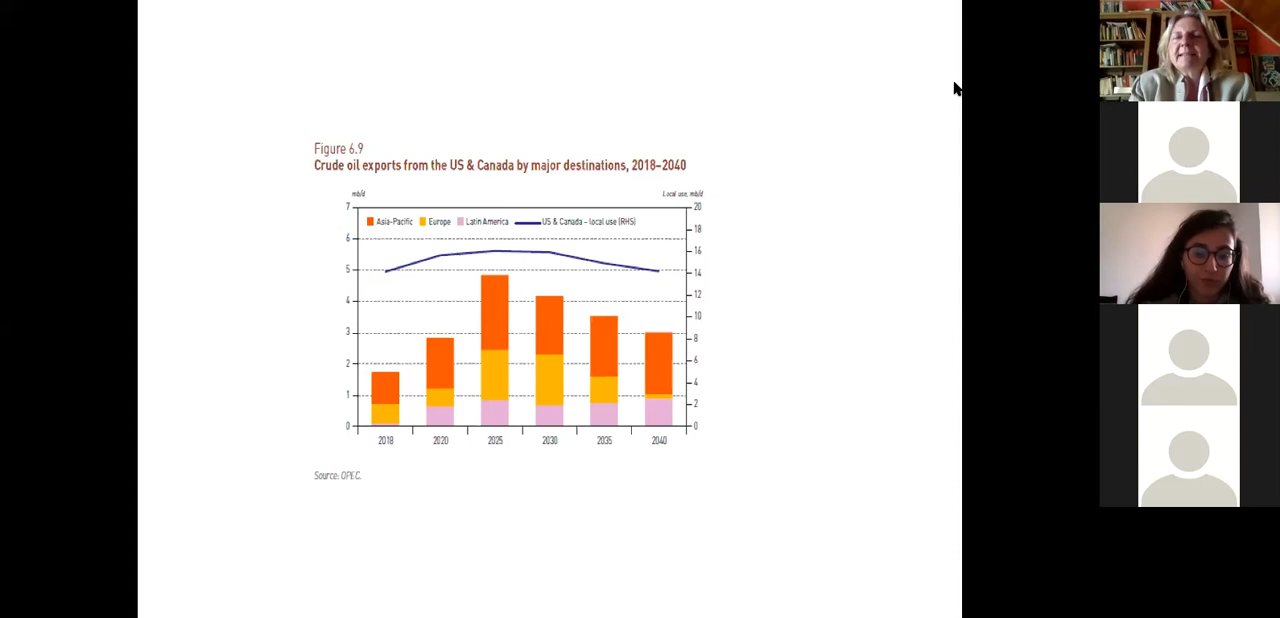 Figure 6.9
Crude oil exports from the US & Canada by major destinations, 2018–2040
mb/d
Local use, mb/d
7
6
5
4
3
2
1
0
Asia-Pacific
Europe
Latin America
US & Canada – local use (RHS)
20
18
16
14
12
10
8
6
4
2
0
2018
2020
2025
2030
2035
2040
Source: OPEC.